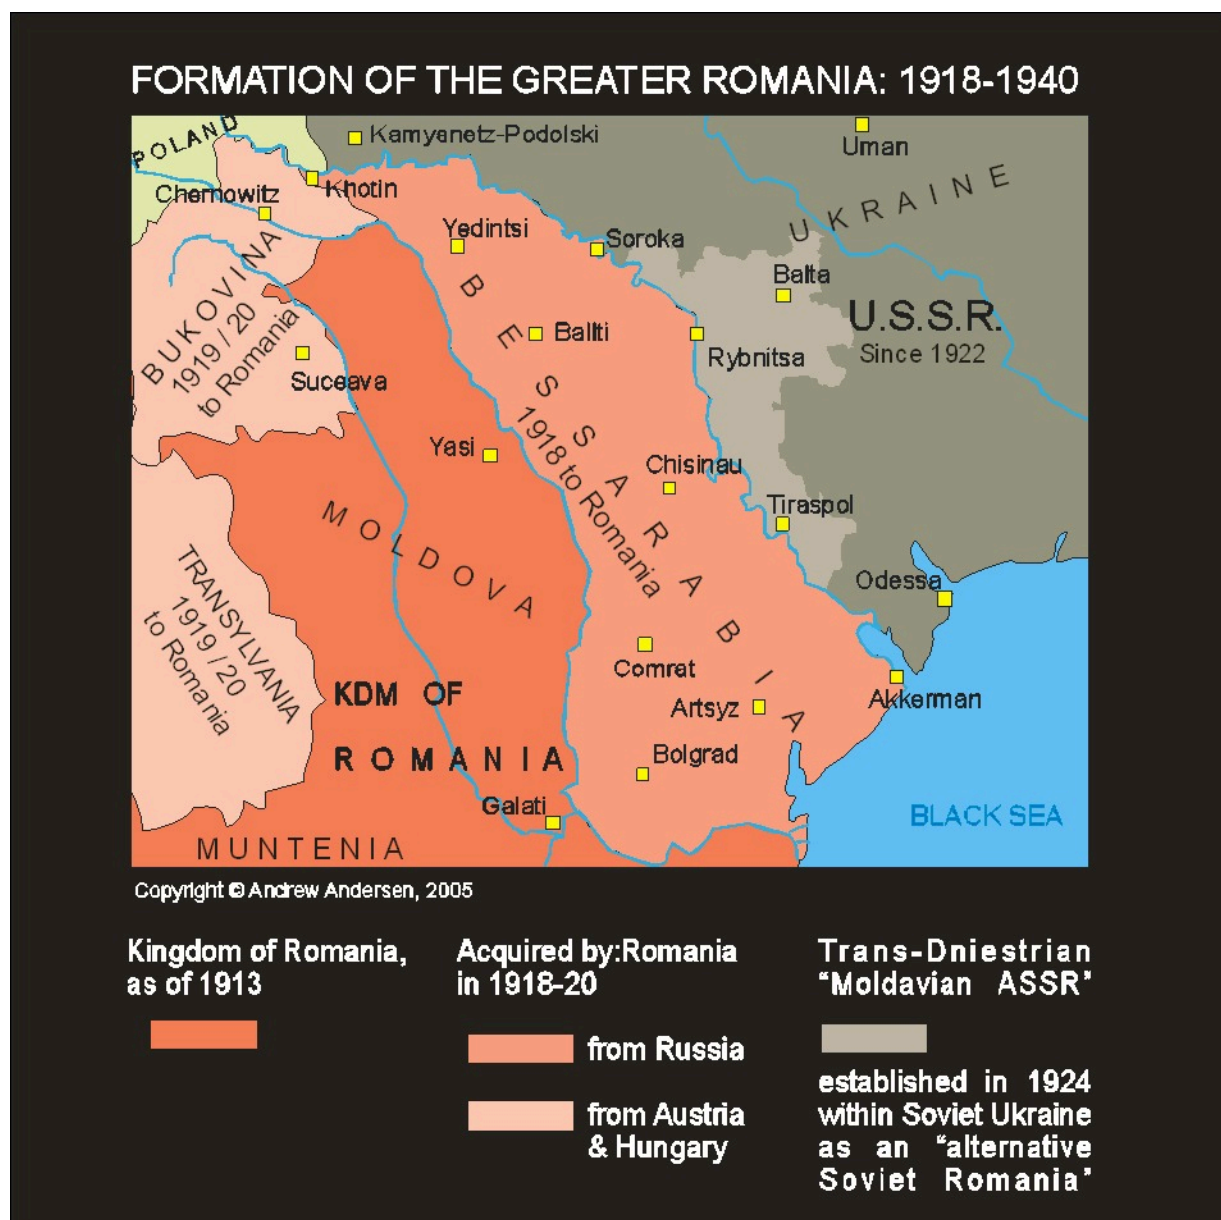 FORMATION OF THE GREATER ROMANIA: 1918-1940
POLAND
Kamyanetz-Podolski
Uman
Khotin
Chernowitz
UKRAINE
Yedintsi
Soroka
Balta
BUKOVINA
1919 / 20
to Romania
U.S.S.R.
Since 1922
Ballti
Rybnitsa
Suceava
BESSARABIA
1918 to Romania
Yasi
Chisinau
MOLDOVA
Tiraspol
TRANSYLVANIA
1919 / 20
to Romania
Odessa
Comrat
KDM OF
ROMANIA
Akkerman
Artsyz
Bolgrad
Galati
BLACK SEA
MUNTENIA
Copyright © Andrew Andersen, 2005
Kingdom of Romania,
as of 1913
Acquired by:Romania
in 1918-20
from Russia
from Austria
& Hungary
Trans-Dniestrian
“Moldavian ASSR”
established in 1924
within Soviet Ukraine
as an “alternative
Soviet Romania”